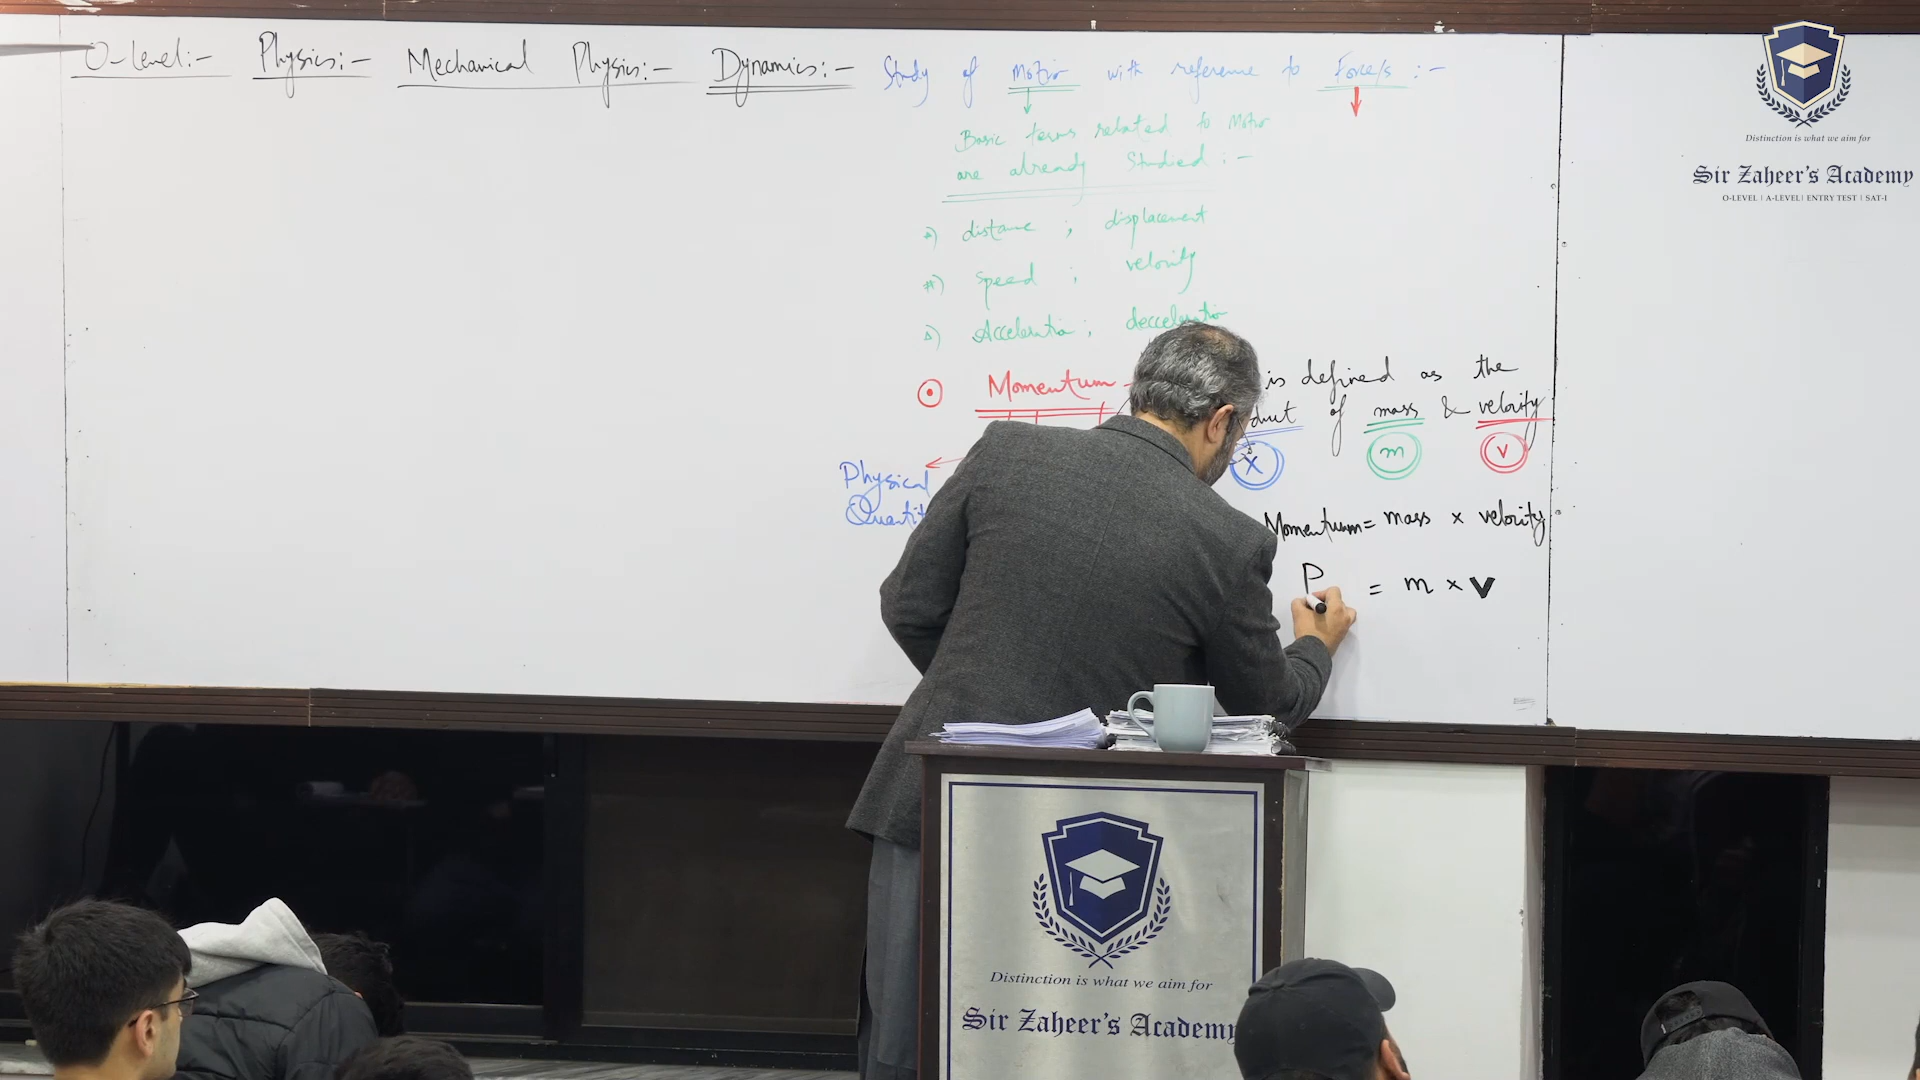 O-level:- Physics:- Mechanical Physics:- Dynamics:- Study of Motion with reference to Force/s :-
Basic terms related to Motion
are already Studied :-
distance ; displacement
speed ; velocity
Acceleration ; decceleration
Momentum is defined as the
duct of mass & velocity
x m v
Physical
Quantit
Momentum = mass x velocity
P = m x v
Distinction is what we aim for
Sir Zaheer's Academy
O-LEVEL | A-LEVEL | ENTRY TEST | SAT-I
Distinction is what we aim for
Sir Zaheer's Academy